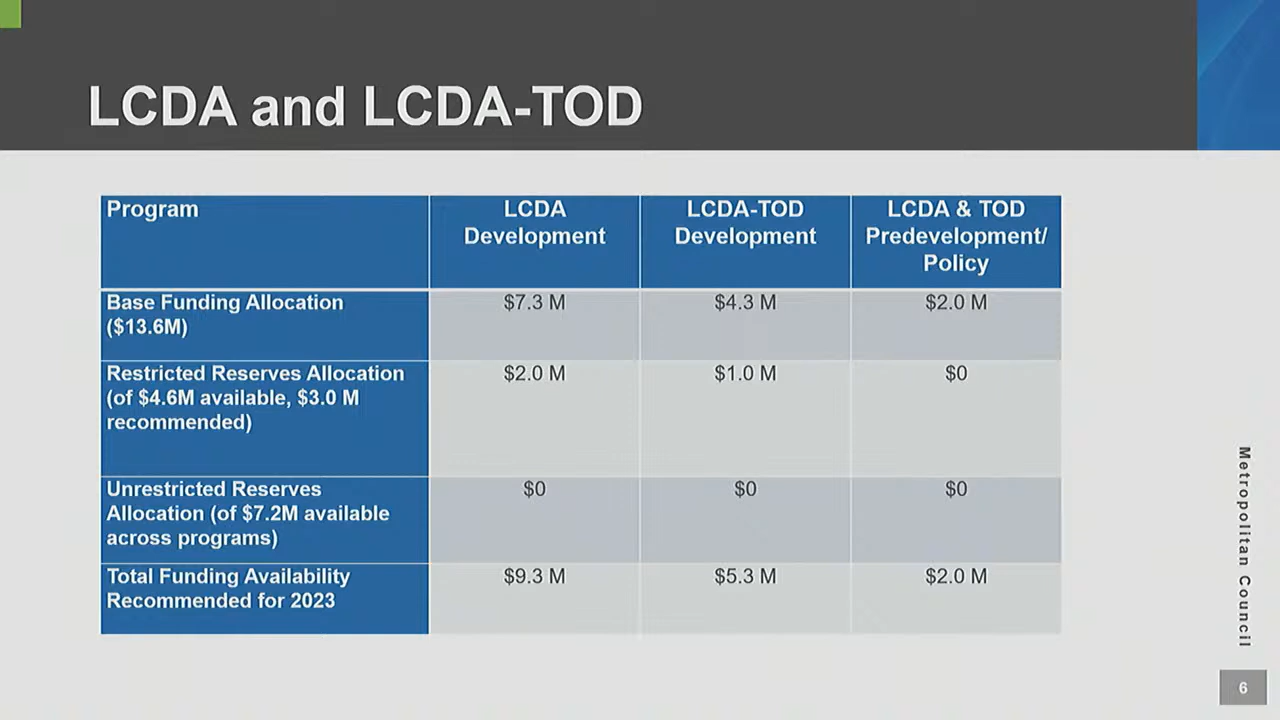 LCDA and LCDA-TOD
Program
LCDA
Development
LCDA-TOD
Development
LCDA & TOD
Predevelopment/
Policy
Base Funding Allocation
($13.6M)
$7.3 M
$4.3 M
$2.0 M
Restricted Reserves Allocation
(of $4.6M available, $3.0 M
recommended)
$2.0 M
$1.0 M
$0
Unrestricted Reserves
Allocation (of $7.2M available
across programs)
$0
$0
$0
Total Funding Availability
Recommended for 2023
$9.3 M
$5.3 M
$2.0 M
Metropolitan Council
6